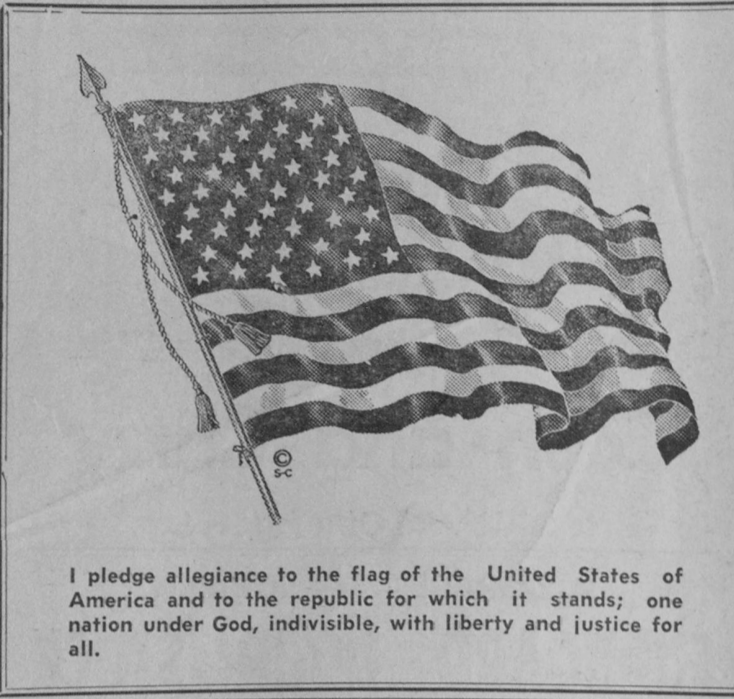 ©
S-C
I pledge allegiance to the flag of the United States of
America and to the republic for which it stands; one
nation under God, indivisible, with liberty and justice for
all.